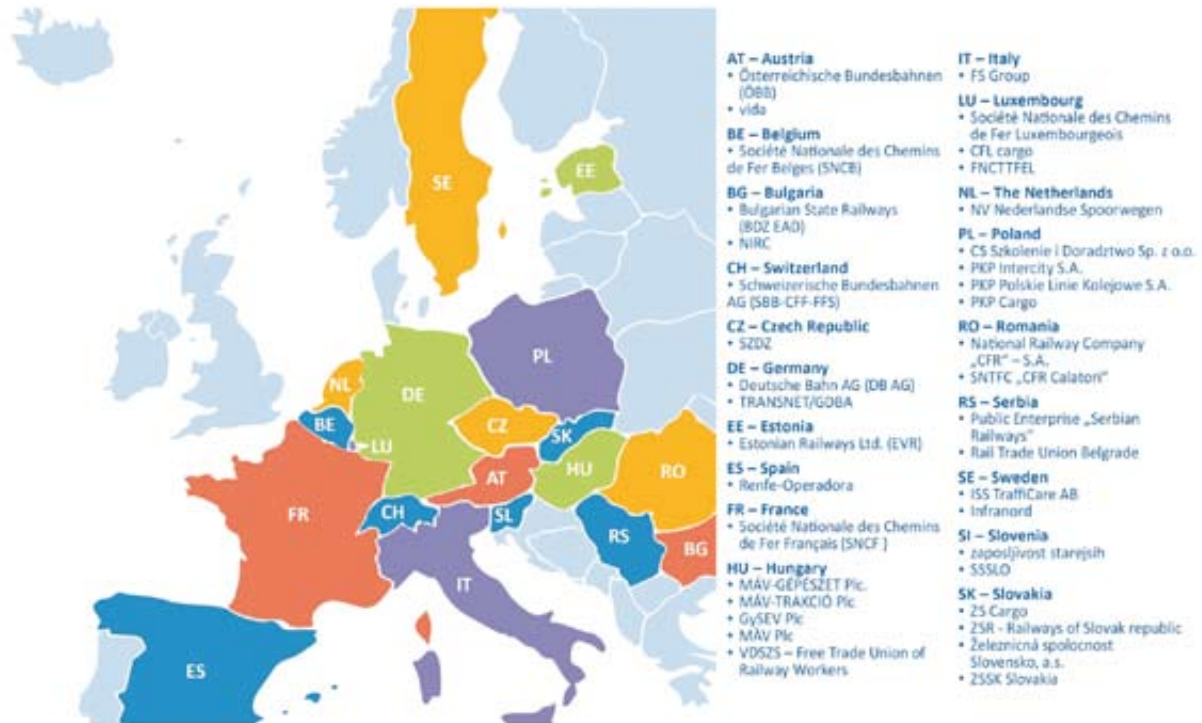 SE
EE
PL
NL
DE
BE
LU
CZ
SK
FR
AT
HU
RO
CH
SL
RS
BG
IT
ES
AT – Austria
• Österreichische Bundesbahnen
(ÖBB)
• vida
BE – Belgium
• Société Nationale des Chemins
de Fer Belges (SNCB)
BG – Bulgaria
• Bulgarian State Railways
(BDZ EAD)
• NIRC
CH – Switzerland
• Schweizerische Bundesbahnen
AG (SBB-CFF-FFS)
CZ – Czech Republic
• SZDZ
DE – Germany
• Deutsche Bahn AG (DB AG)
• TRANSNET/GDBA
EE – Estonia
• Estonian Railways Ltd. (EVR)
ES – Spain
• Renfe-Operadora
FR – France
• Société Nationale des Chemins
de Fer Français (SNCF )
HU – Hungary
• MÁV-GÉPÉSZET Plc.
• MÁV-TRAKCIÓ Plc
• GySEV Plc
• MÁV Plc
• VDSZS – Free Trade Union of
Railway Workers
IT – Italy
• FS Group
LU – Luxembourg
• Société Nationale des Chemins
de Fer Luxembourgeois
• CFL cargo
• FNCTTFEL
NL – The Netherlands
• NV Nederlandse Spoorwegen
PL – Poland
• CS Szkolenie i Doradztwo Sp. z o.o.
• PKP Intercity S.A.
• PKP Polskie Linie Kolejowe S.A.
• PKP Cargo
RO – Romania
• National Railway Company
„CFR“ – S.A.
• SNTFC „CFR Calatori“
RS – Serbia
• Public Enterprise „Serbian
Railways“
• Rail Trade Union Belgrade
SE – Sweden
• ISS TraffiCare AB
• Infranord
SI – Slovenia
• zaposljivost starejsih
• SSSLO
SK – Slovakia
• ZS Cargo
• ZSR - Railways of Slovak republic
• Železnicná spolocnost
Slovensko, a.s.
• ZSSK Slovakia